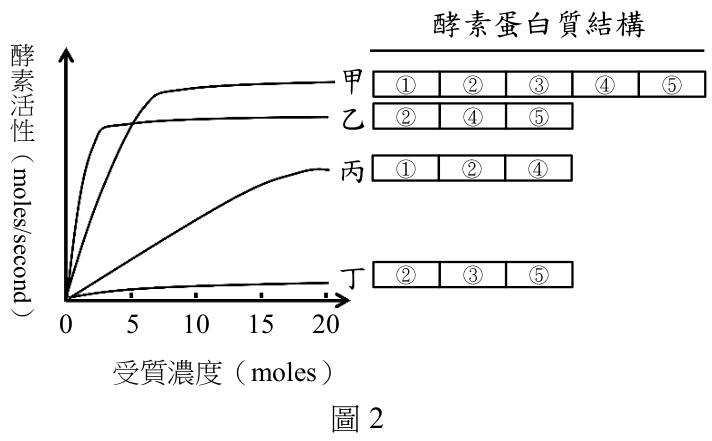 酵素蛋白質結構
酵素活性（moles/second）
甲 ① ② ③ ④ ⑤
乙 ② ④ ⑤
丙 ① ② ④
丁 ② ③ ⑤
0 5 10 15 20
受質濃度（moles）
圖 2